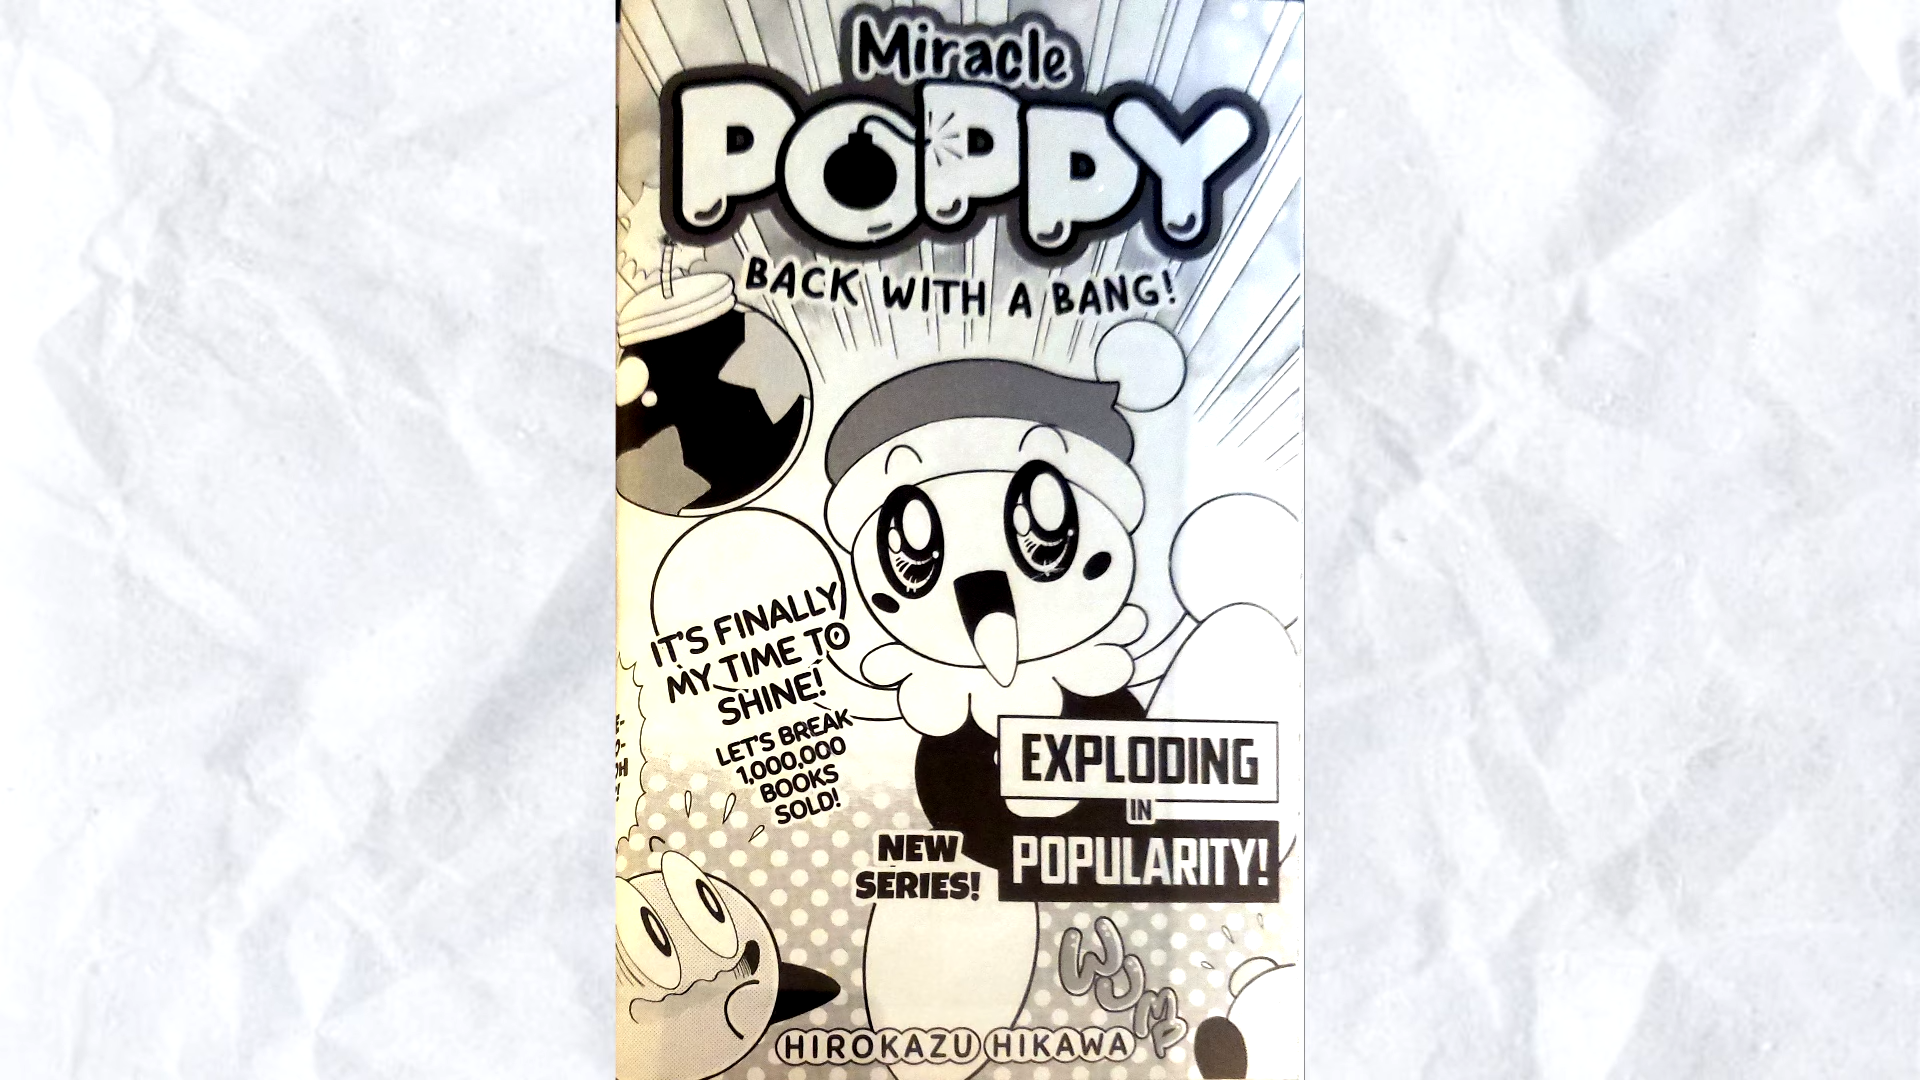 Miracle
POPPY
BACK WITH A BANG!
IT'S FINALLY
MY TIME TO
SHINE!
LET'S BREAK
1,000,000
BOOKS
SOLD!
EXPLODING
IN
POPULARITY!
NEW
SERIES!
WUMP
HIROKAZU HIKAWA